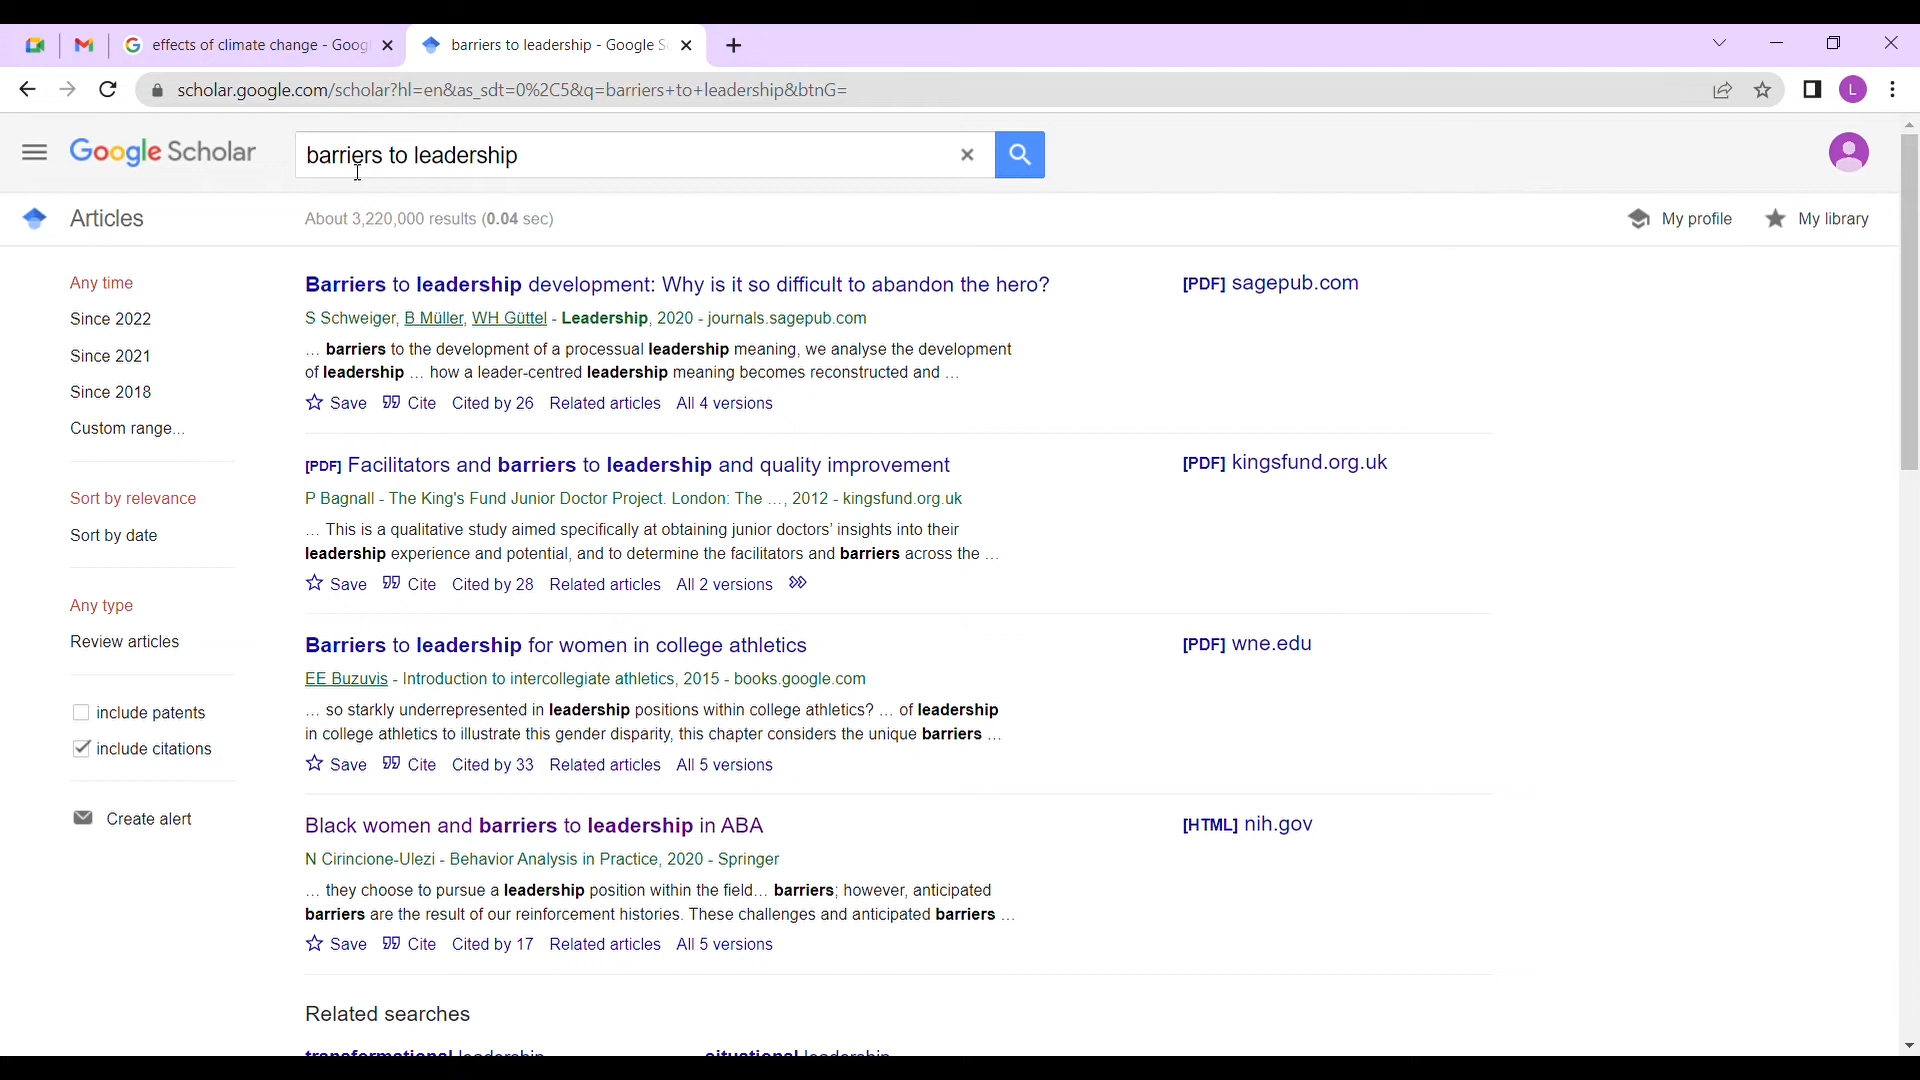 effects of climate change - Goog
barriers to leadership - Google S
scholar.google.com/scholar?hl=en&as_sdt=0%2C5&q=barriers+to+leadership&btnG=
L
Google Scholar
barriers to leadership
Articles
About 3,220,000 results (0.04 sec)
My profile
My library
Any time
Since 2022
Since 2021
Since 2018
Custom range...
Sort by relevance
Sort by date
Any type
Review articles
include patents
include citations
Create alert
Barriers to leadership development: Why is it so difficult to abandon the hero?
[PDF] sagepub.com
S Schweiger, B Müller, WH Güttel - Leadership, 2020 - journals.sagepub.com
... barriers to the development of a processual leadership meaning, we analyse the development
of leadership ... how a leader-centred leadership meaning becomes reconstructed and ...
Save Cite Cited by 26 Related articles All 4 versions
[PDF] Facilitators and barriers to leadership and quality improvement
[PDF] kingsfund.org.uk
P Bagnall - The King's Fund Junior Doctor Project. London: The ..., 2012 - kingsfund.org.uk
... This is a qualitative study aimed specifically at obtaining junior doctors' insights into their
leadership experience and potential, and to determine the facilitators and barriers across the ...
Save Cite Cited by 28 Related articles All 2 versions
Barriers to leadership for women in college athletics
[PDF] wne.edu
EE Buzuvis - Introduction to intercollegiate athletics, 2015 - books.google.com
... so starkly underrepresented in leadership positions within college athletics? ... of leadership
in college athletics to illustrate this gender disparity, this chapter considers the unique barriers ...
Save Cite Cited by 33 Related articles All 5 versions
Black women and barriers to leadership in ABA
[HTML] nih.gov
N Cirincione-Ulezi - Behavior Analysis in Practice, 2020 - Springer
... they choose to pursue a leadership position within the field... barriers; however, anticipated
barriers are the result of our reinforcement histories. These challenges and anticipated barriers ...
Save Cite Cited by 17 Related articles All 5 versions
Related searches
transformational leadership
situational leadership